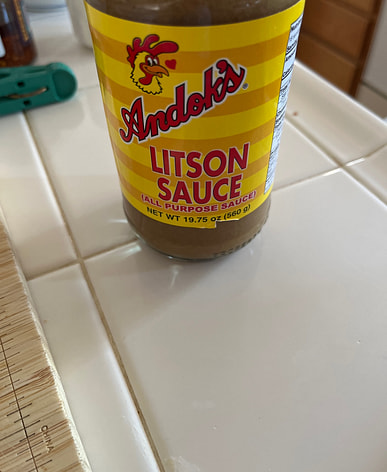 Andok's
LITSON
SAUCE
(ALL PURPOSE SAUCE)
NET WT 19.75 oz (560 g)